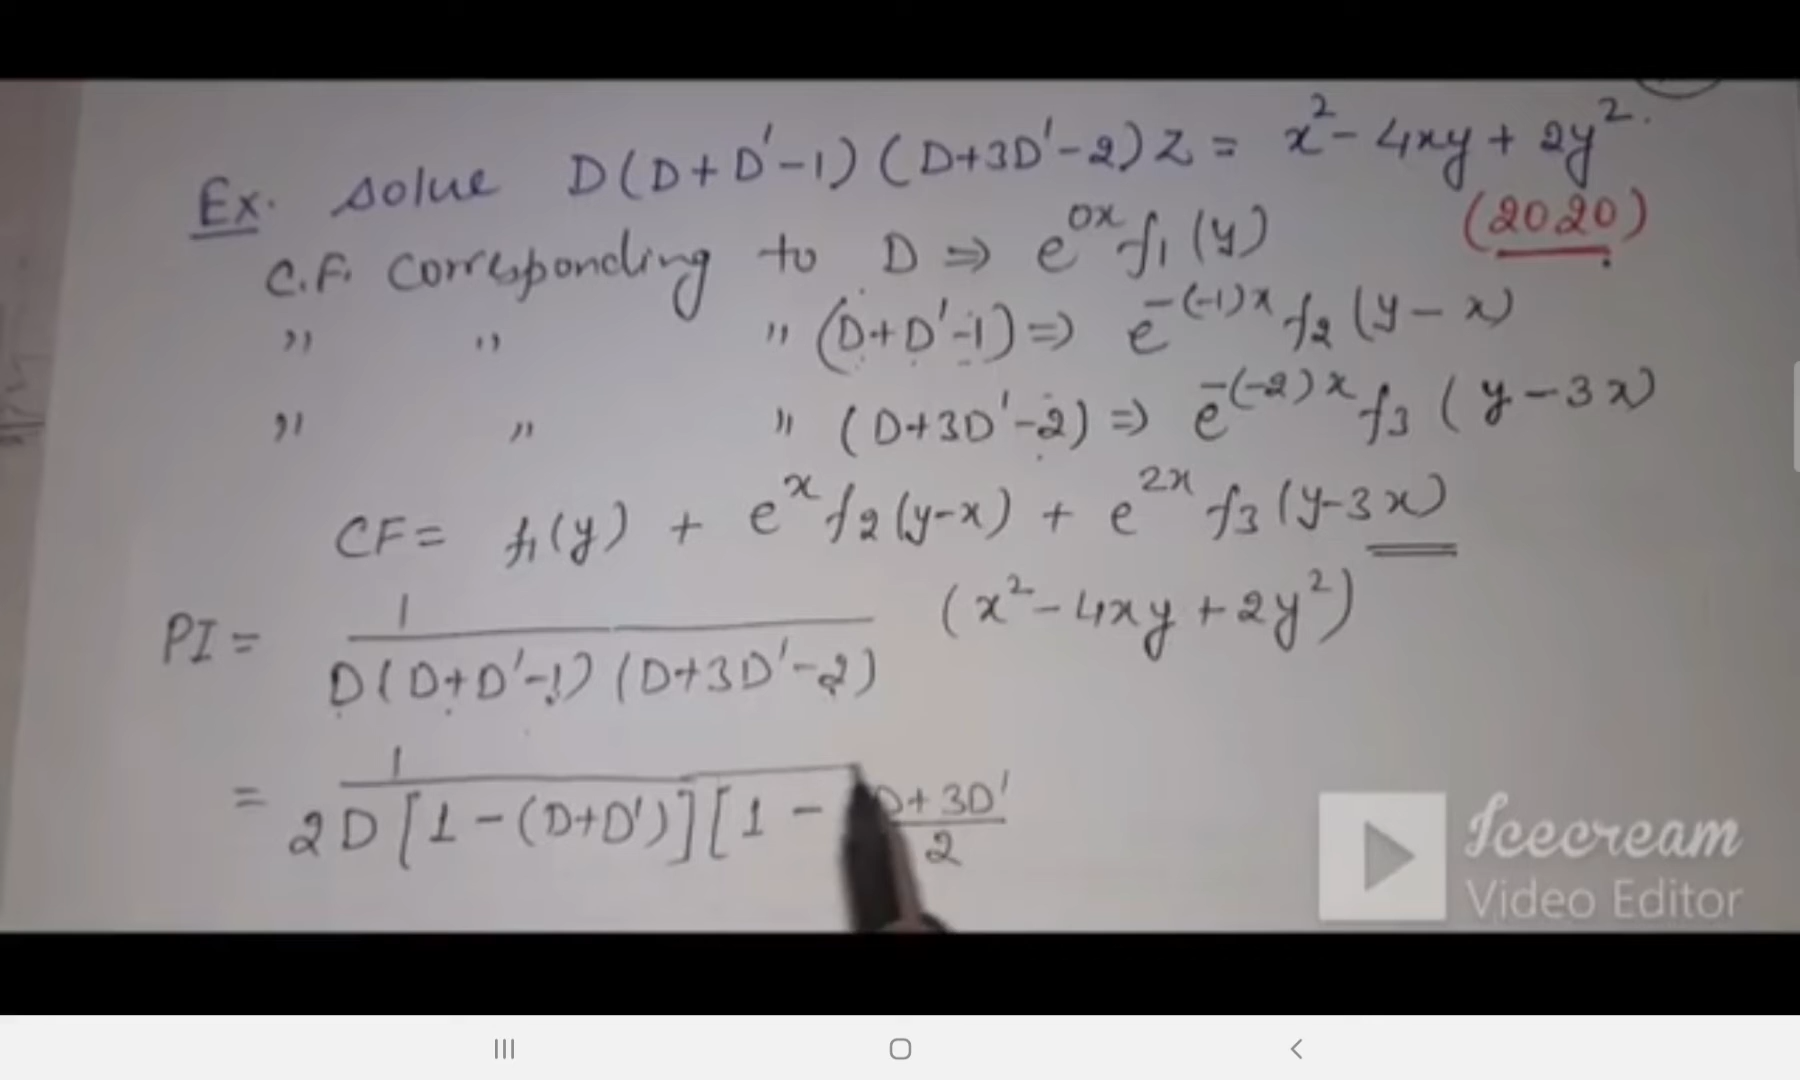 Ex. solve D(D+D'-1)(D+3D'-2)Z = x²-4xy+2y².
(2020)
C.F. Corresponding to D ⇒ e^0x f₁(y)
" " " (D+D'-1) ⇒ e^-(-1)x f₂(y-x)
" " " (D+3D'-2) ⇒ e^-(-2)x f₃(y-3x)
CF = f₁(y) + e^x f₂(y-x) + e^2x f₃(y-3x)
PI = 1/D(D+D'-1)(D+3D'-2) (x²-4xy+2y²)
= 1/2D[1-(D+D')][1- D+3D'/2
Icecream
Video Editor